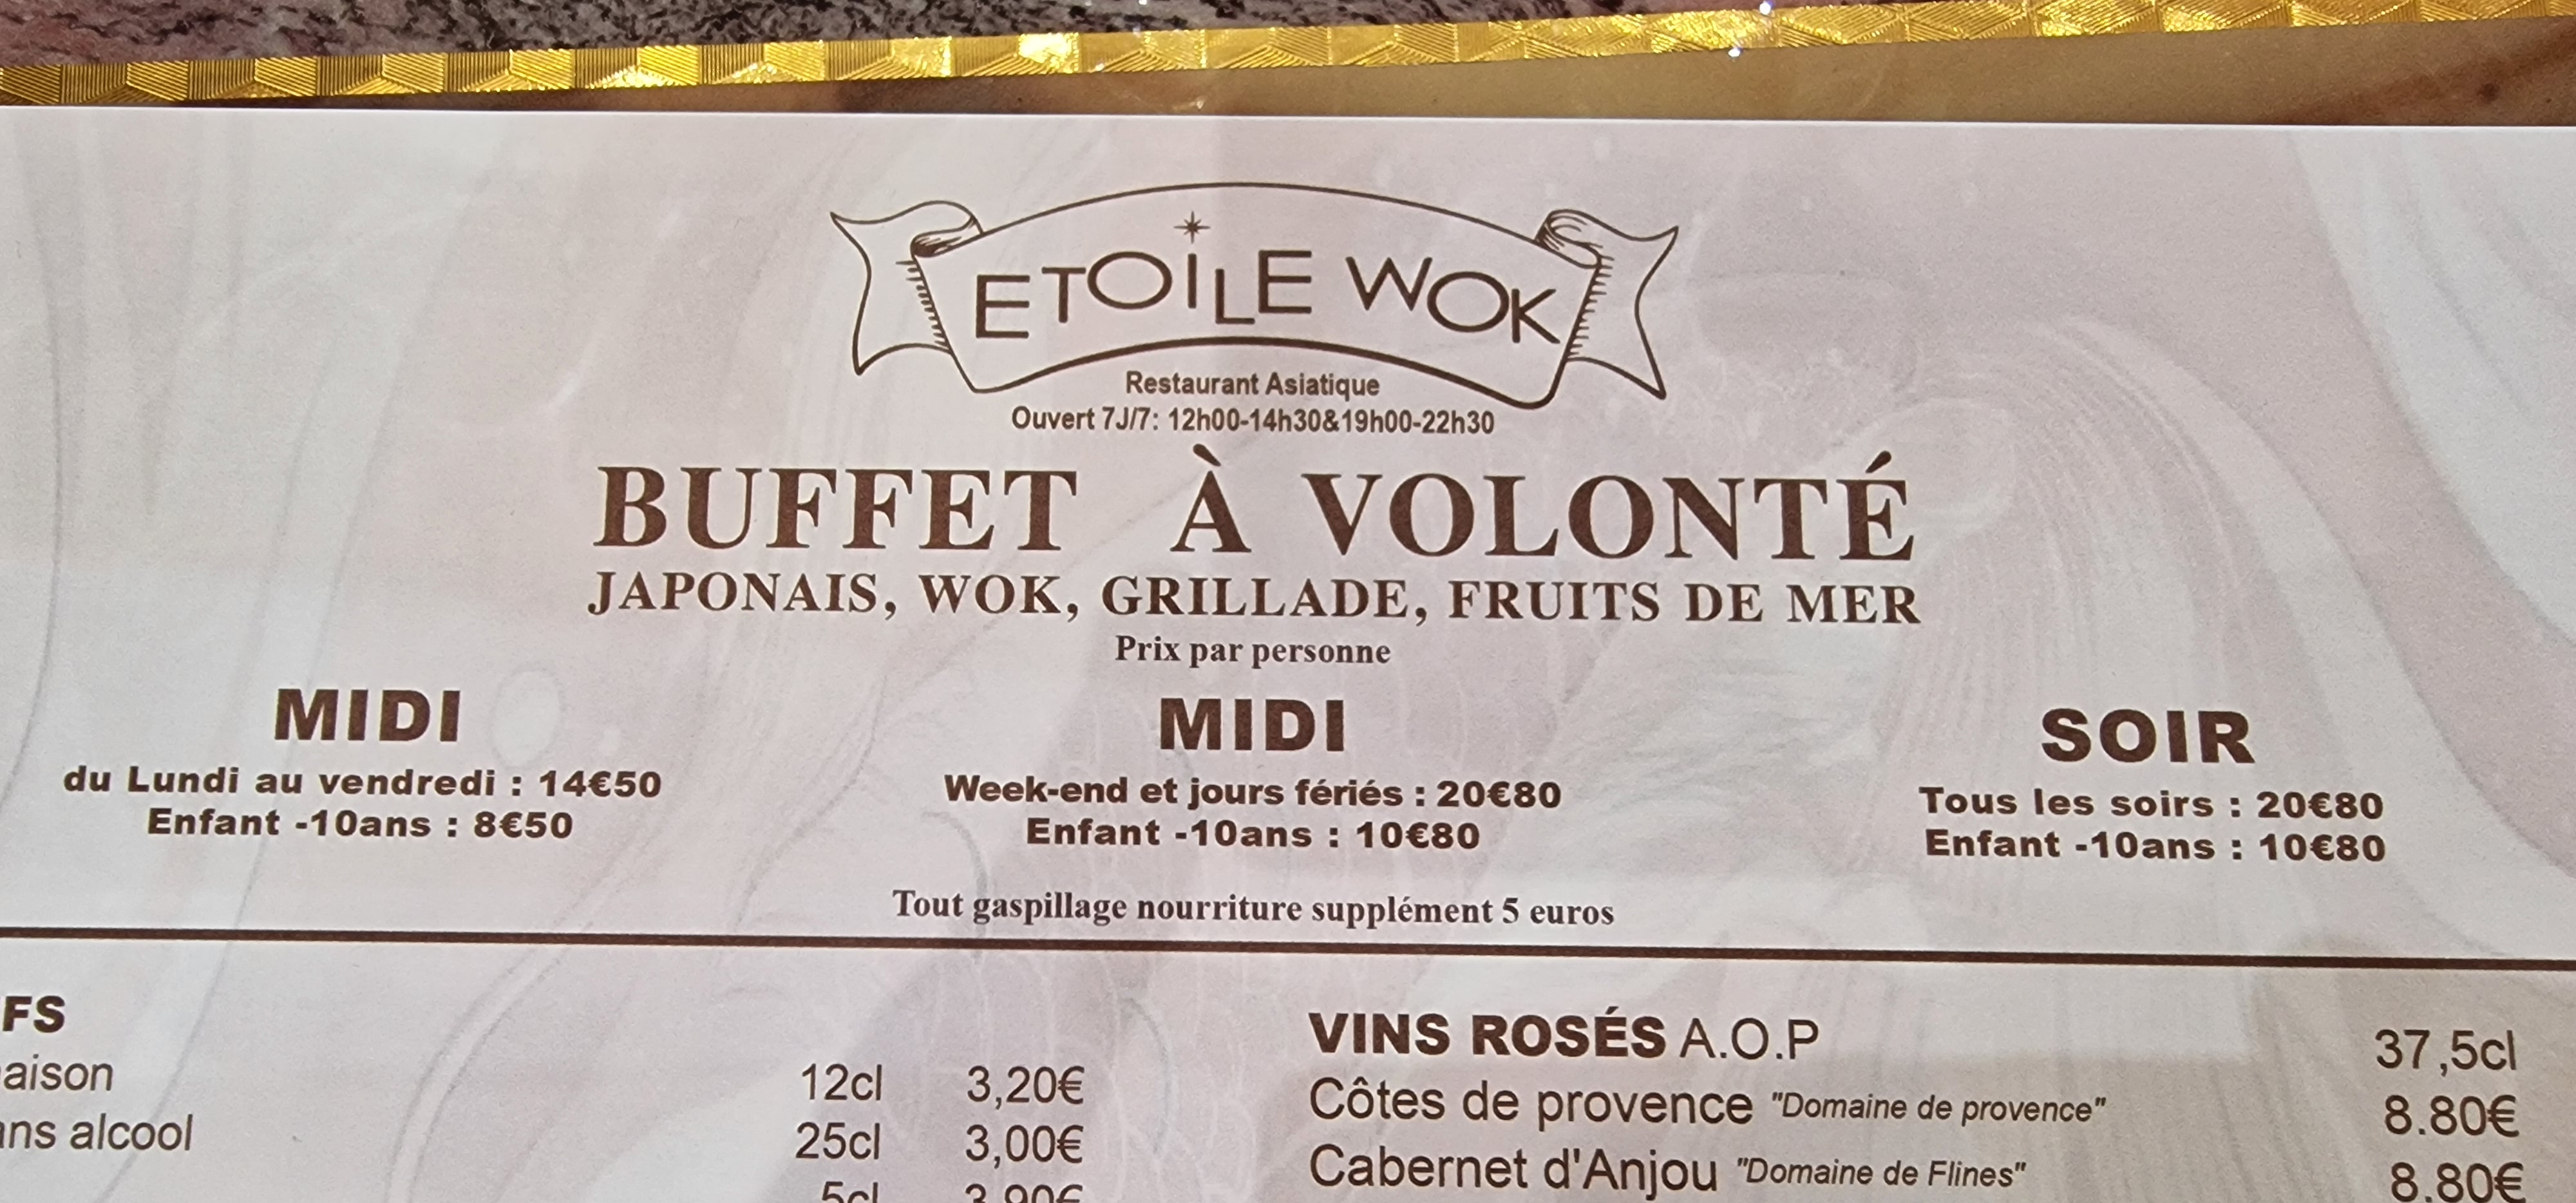 ETOILE WOK
Restaurant Asiatique
Ouvert 7J/7: 12h00-14h30&19h00-22h30
BUFFET À VOLONTÉ
JAPONAIS, WOK, GRILLADE, FRUITS DE MER
Prix par personne
MIDI
du Lundi au vendredi : 14€50
Enfant -10ans : 8€50
MIDI
Week-end et jours fériés : 20€80
Enfant -10ans : 10€80
SOIR
Tous les soirs : 20€80
Enfant -10ans : 10€80
Tout gaspillage nourriture supplément 5 euros
FS
aison 12cl 3,20€
ans alcool 25cl 3,00€
5cl 3,90€
VINS ROSÉS A.O.P 37,5cl
Côtes de provence "Domaine de provence" 8.80€
Cabernet d'Anjou "Domaine de Flines" 8.80€